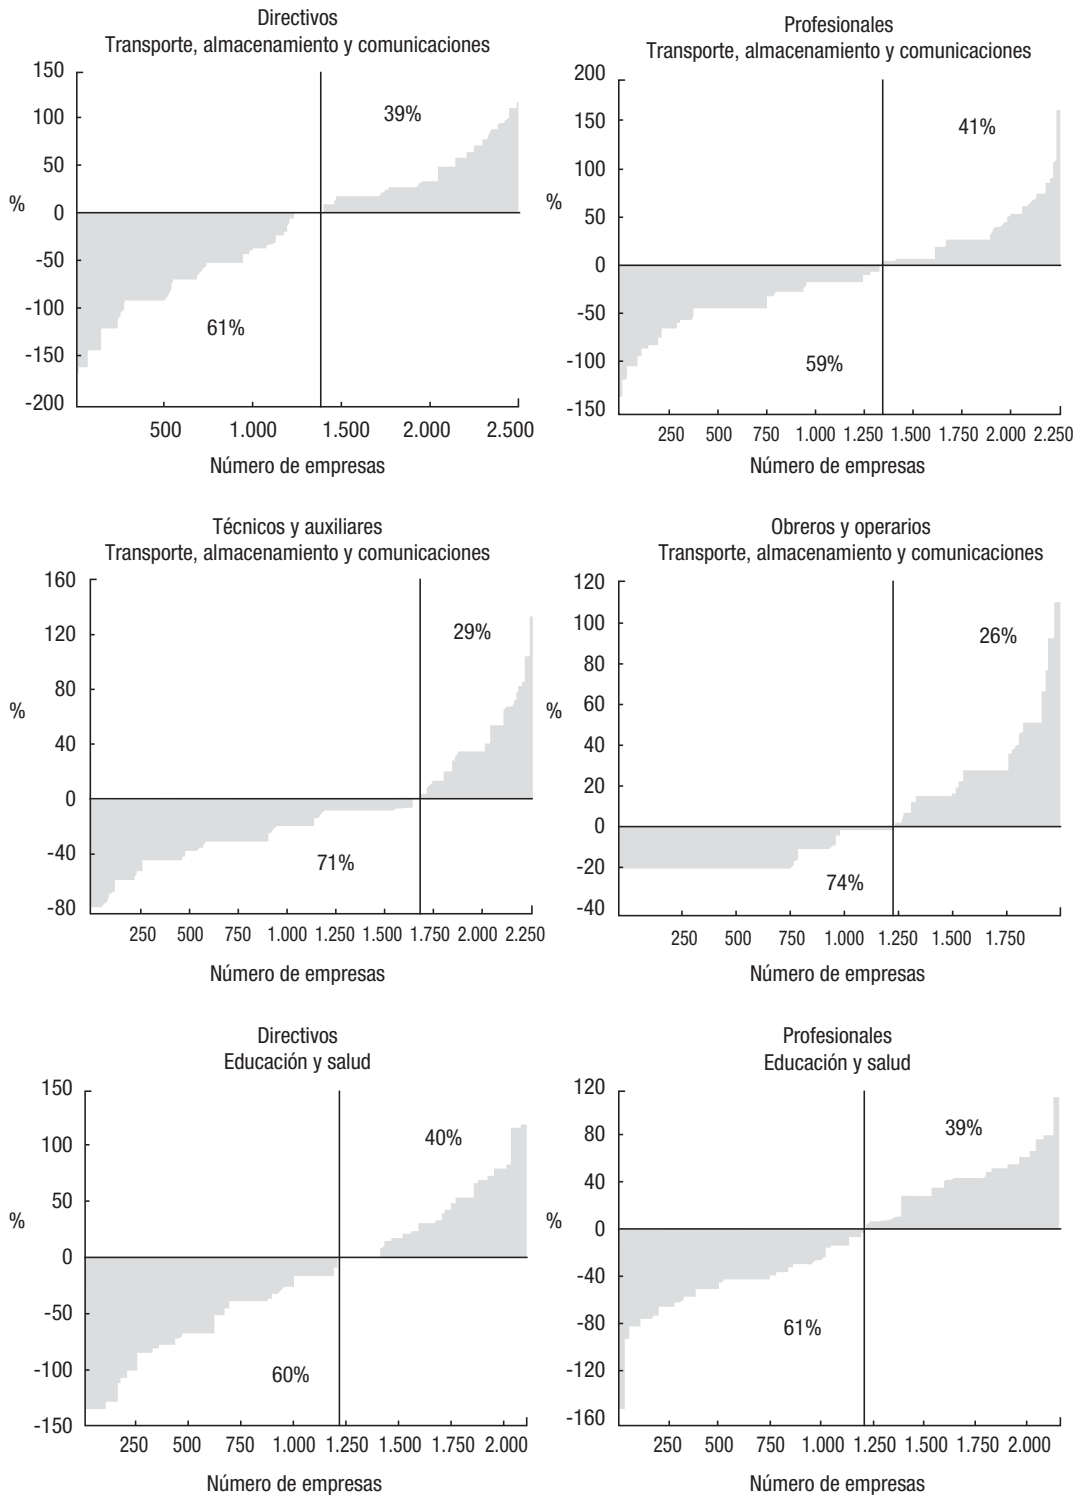 Directivos
Transporte, almacenamiento y comunicaciones
150
100
50
0
-50
-100
-150
-200
%
39%
61%
500 1.000 1.500 2.000 2.500
Número de empresas
Profesionales
Transporte, almacenamiento y comunicaciones
200
150
100
50
0
-50
-100
-150
%
41%
59%
250 500 750 1.000 1.250 1.500 1.750 2.000 2.250
Número de empresas
Técnicos y auxiliares
Transporte, almacenamiento y comunicaciones
160
120
80
40
0
-40
-80
%
29%
71%
250 500 750 1.000 1.250 1.500 1.750 2.000 2.250
Número de empresas
Obreros y operarios
Transporte, almacenamiento y comunicaciones
120
100
80
60
40
20
0
-20
-40
%
26%
74%
250 500 750 1.000 1.250 1.500 1.750
Número de empresas
Directivos
Educación y salud
150
100
50
0
-50
-100
-150
%
40%
60%
250 500 750 1.000 1.250 1.500 1.750 2.000
Número de empresas
Profesionales
Educación y salud
120
80
40
0
-40
-80
-120
-160
%
39%
61%
250 500 750 1.000 1.250 1.500 1.750 2.000
Número de empresas